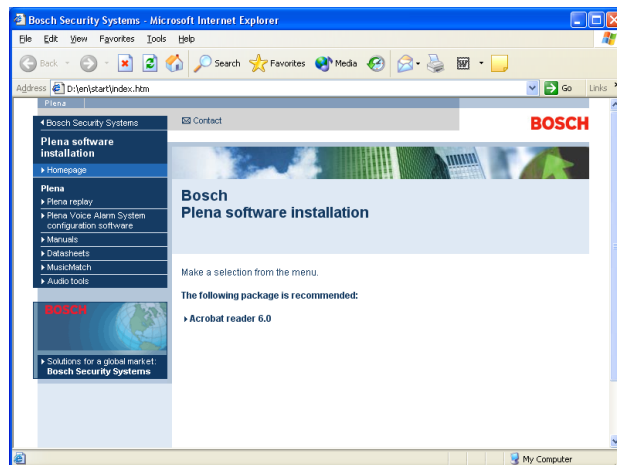 Bosch Security Systems - Microsoft Internet Explorer
File Edit View Favorites Tools Help
Back Search Favorites Media
Address D:\en\start\index.htm Go Links
Plena
Bosch Security Systems
Contact
BOSCH
Plena software
installation
Homepage
Plena
Plena replay
Plena Voice Alarm System
configuration software
Manuals
Datasheets
MusicMatch
Audio tools
BOSCH
Solutions for a global market:
Bosch Security Systems
Bosch
Plena software installation
Make a selection from the menu.
The following package is recommended:
Acrobat reader 6.0
My Computer